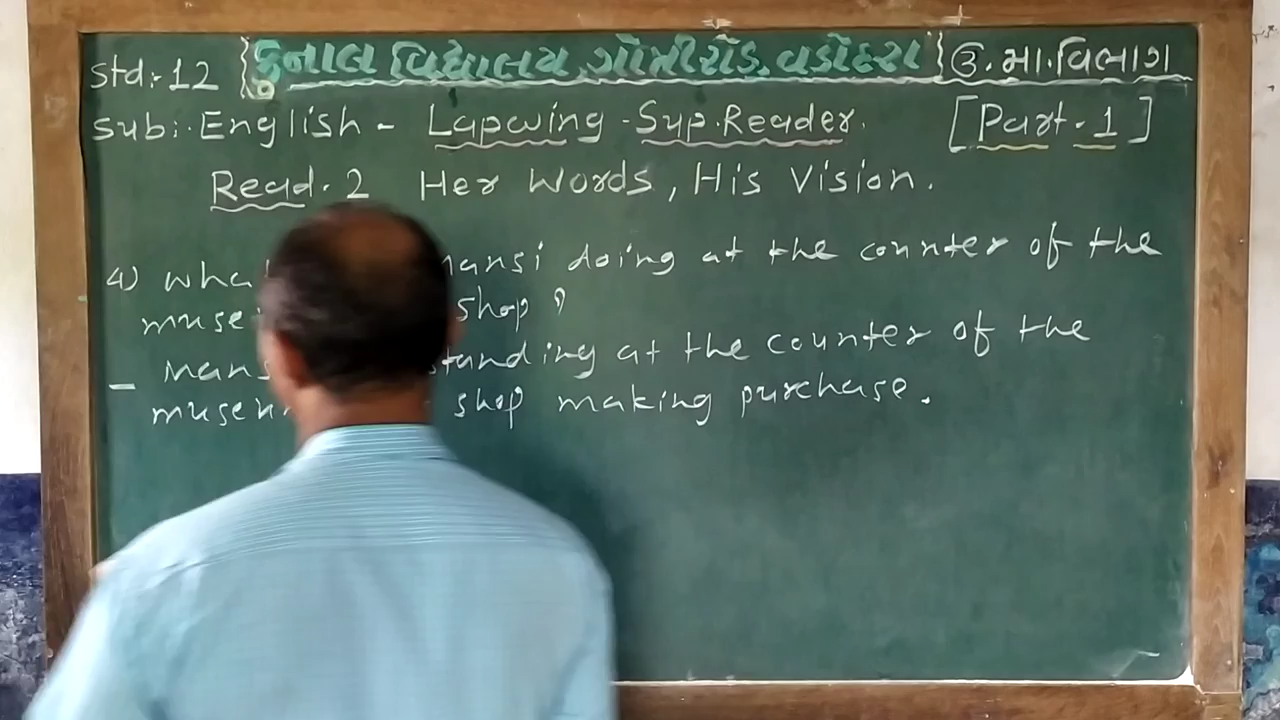 std:-12 કુનાલ વિદ્યાલય, ગોત્રીરોડ, વડોદરા ઉ.મા.વિભાગ
sub:- English - Lapwing - Sup.Reader. [Part-1]
Read-2 Her Words, His Vision.
4) wha mansi doing at the counter of the
muse shop?
- mans standing at the counter of the
museu shop making purchase.